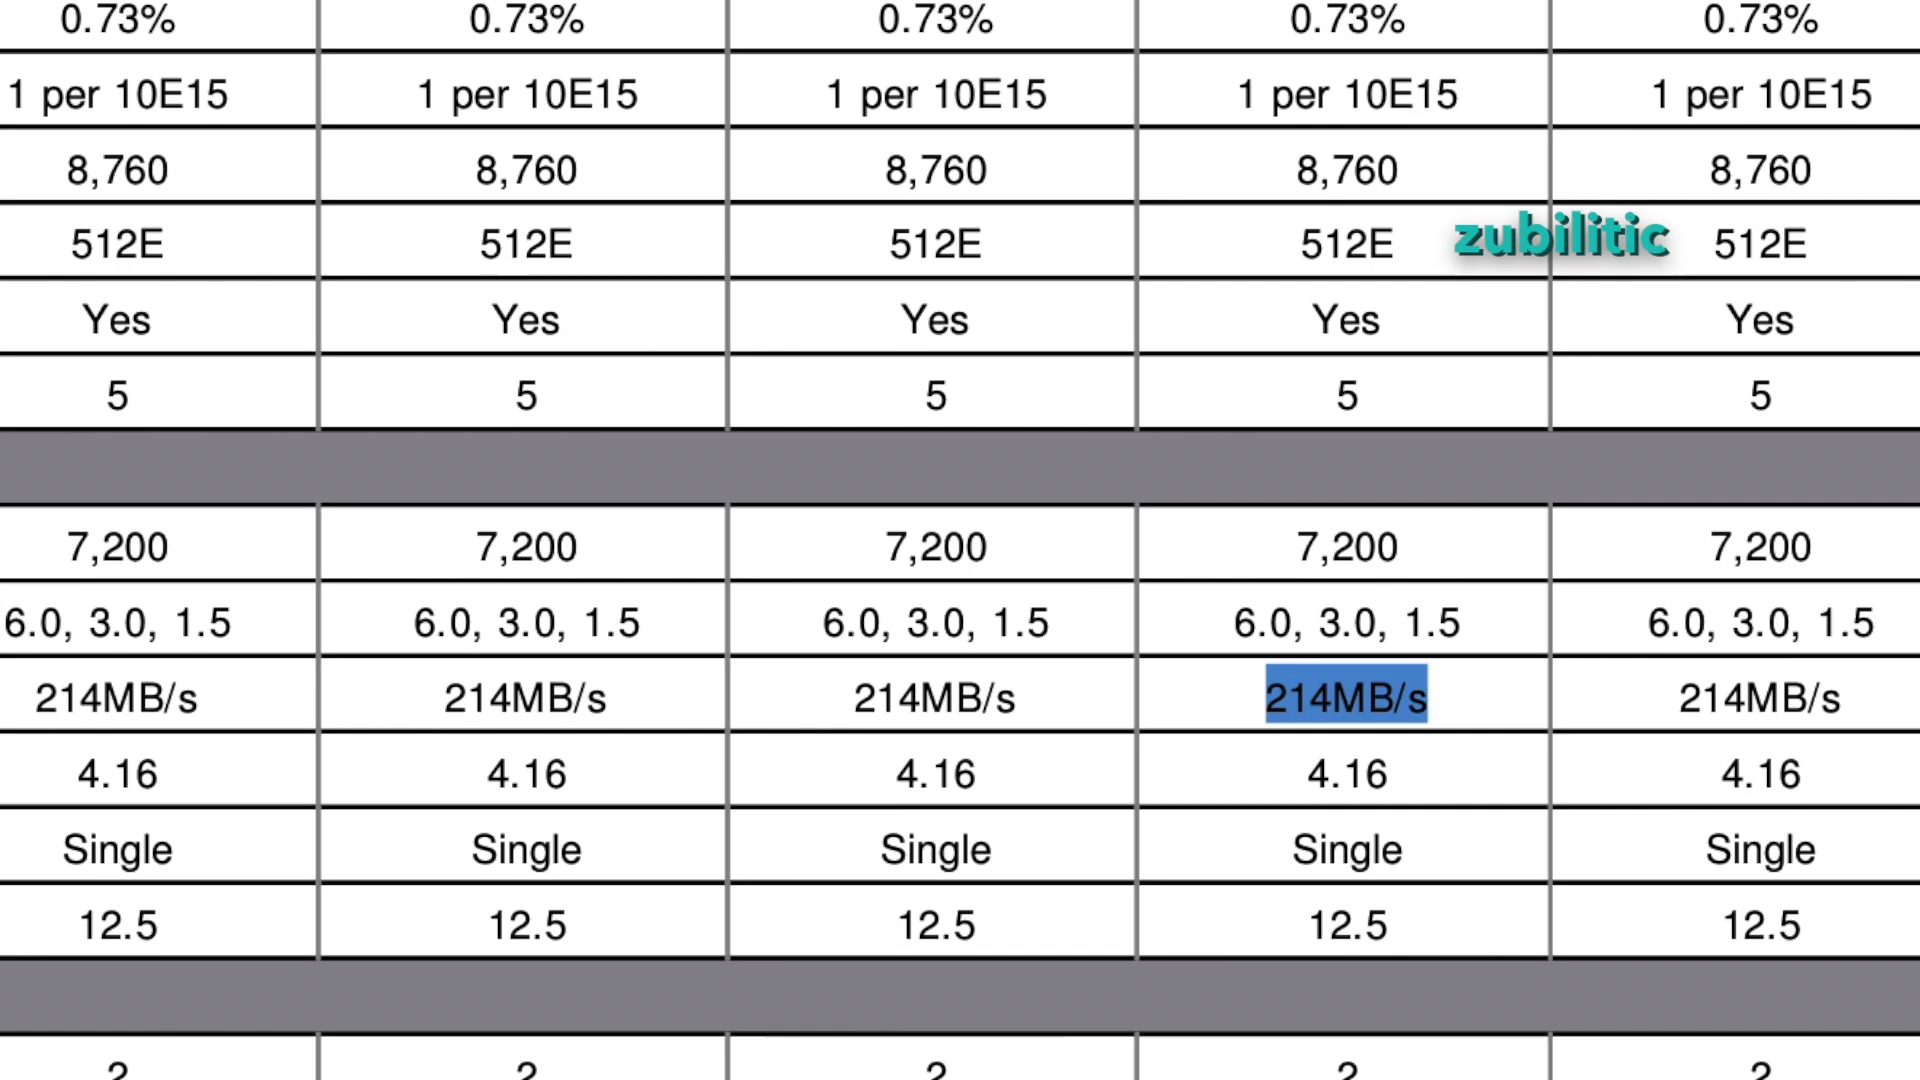 0.73% 0.73% 0.73% 0.73% 0.73%
1 per 10E15 1 per 10E15 1 per 10E15 1 per 10E15 1 per 10E15
8,760 8,760 8,760 8,760 8,760
512E 512E 512E 512E zubilitic 512E
Yes Yes Yes Yes Yes
5 5 5 5 5
7,200 7,200 7,200 7,200 7,200
6.0, 3.0, 1.5 6.0, 3.0, 1.5 6.0, 3.0, 1.5 6.0, 3.0, 1.5 6.0, 3.0, 1.5
214MB/s 214MB/s 214MB/s 214MB/s 214MB/s
4.16 4.16 4.16 4.16 4.16
Single Single Single Single Single
12.5 12.5 12.5 12.5 12.5
2 2 2 2 2